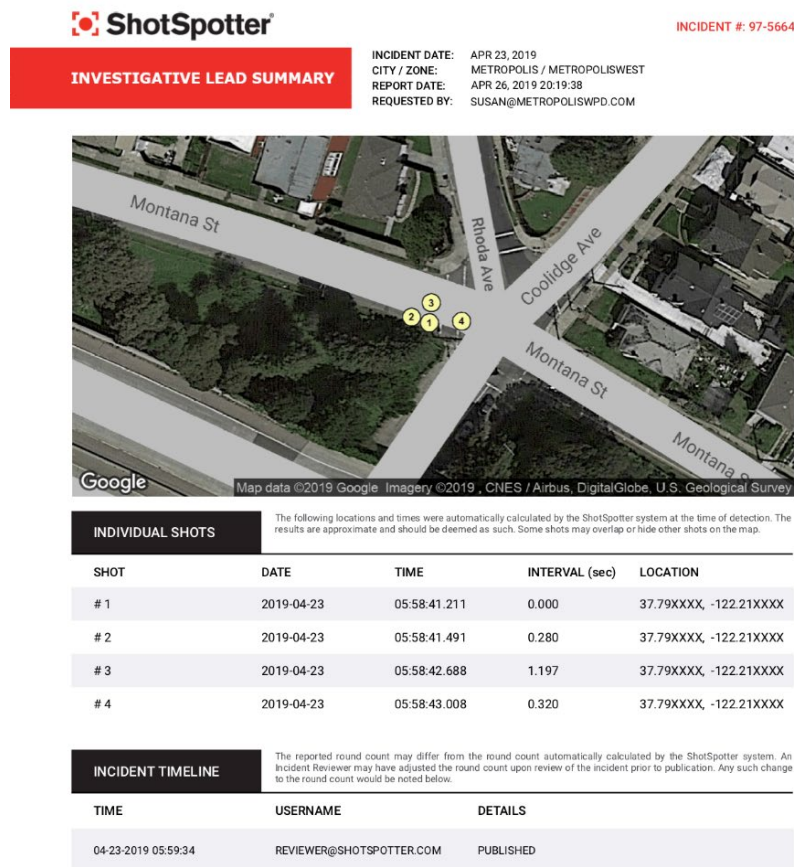 ShotSpotter®
INCIDENT #: 97-5664
INVESTIGATIVE LEAD SUMMARY
INCIDENT DATE: APR 23, 2019
CITY / ZONE: METROPOLIS / METROPOLISWEST
REPORT DATE: APR 26, 2019 20:19:38
REQUESTED BY: SUSAN@METROPOLISWPD.COM
Montana St
Rhoda Ave
Coolidge Ave
3
2
1
4
Montana St
Montana S
Google
Map data ©2019 Google Imagery ©2019 , CNES / Airbus, DigitalGlobe, U.S. Geological Survey
INDIVIDUAL SHOTS
The following locations and times were automatically calculated by the ShotSpotter system at the time of detection. The
results are approximate and should be deemed as such. Some shots may overlap or hide other shots on the map.
SHOT DATE TIME INTERVAL (sec) LOCATION
# 1 2019-04-23 05:58:41.211 0.000 37.79XXXX, -122.21XXXX
# 2 2019-04-23 05:58:41.491 0.280 37.79XXXX, -122.21XXXX
# 3 2019-04-23 05:58:42.688 1.197 37.79XXXX, -122.21XXXX
# 4 2019-04-23 05:58:43.008 0.320 37.79XXXX, -122.21XXXX
INCIDENT TIMELINE
The reported round count may differ from the round count automatically calculated by the ShotSpotter system. An
Incident Reviewer may have adjusted the round count upon review of the incident prior to publication. Any such change
to the round count would be noted below.
TIME USERNAME DETAILS
04-23-2019 05:59:34 REVIEWER@SHOTSPOTTER.COM PUBLISHED